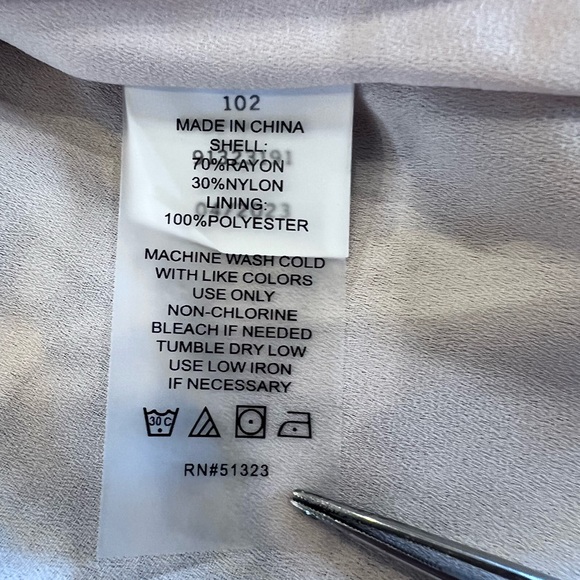 102
MADE IN CHINA
SHELL:
70%RAYON
30%NYLON
LINING:
100%POLYESTER
MACHINE WASH COLD
WITH LIKE COLORS
USE ONLY
NON-CHLORINE
BLEACH IF NEEDED
TUMBLE DRY LOW
USE LOW IRON
IF NECESSARY
30 C
RN#51323